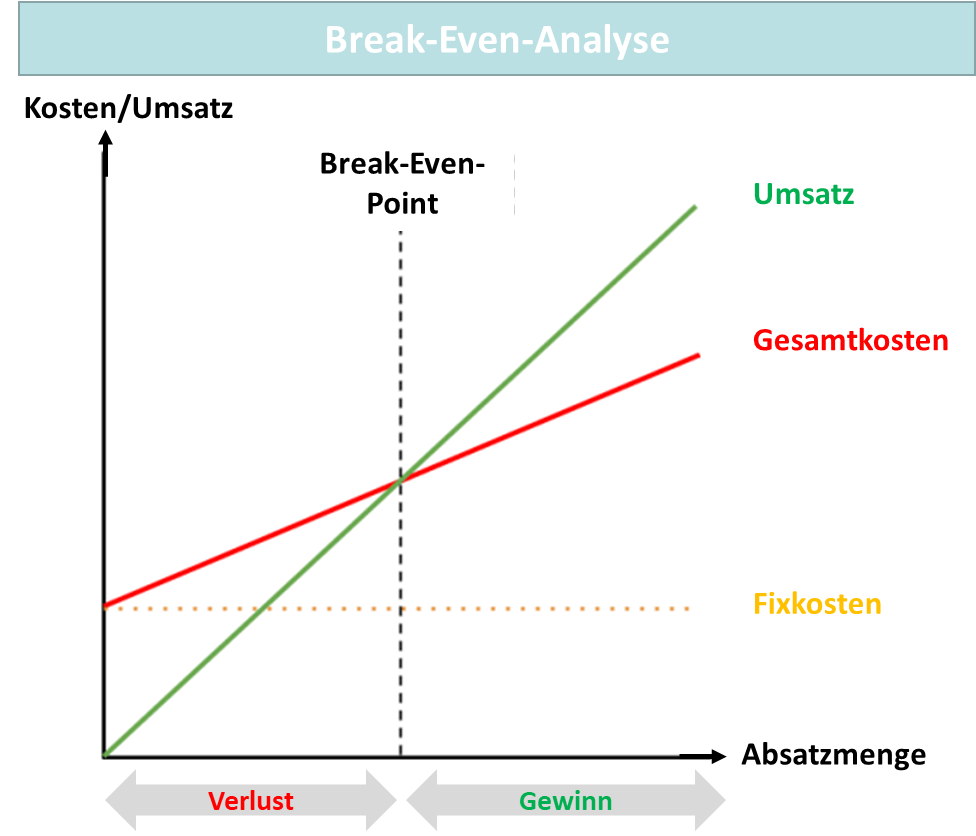 Break-Even-Analyse
Kosten/Umsatz
Break-Even-
Point
Umsatz
Gesamtkosten
Fixkosten
Absatzmenge
Verlust
Gewinn